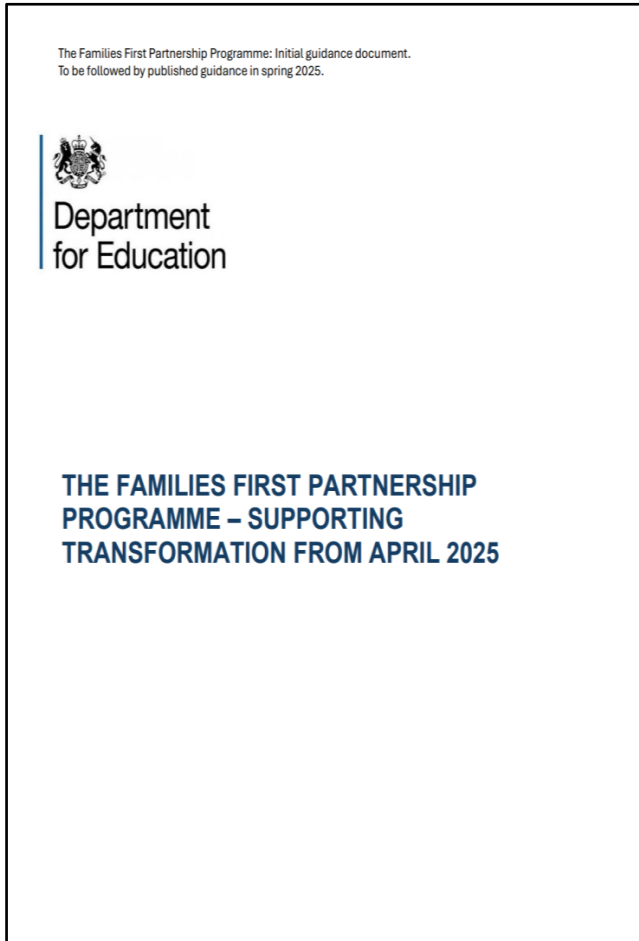 The Families First Partnership Programme: Initial guidance document.
To be followed by published guidance in spring 2025.
Department
for Education
THE FAMILIES FIRST PARTNERSHIP
PROGRAMME – SUPPORTING
TRANSFORMATION FROM APRIL 2025